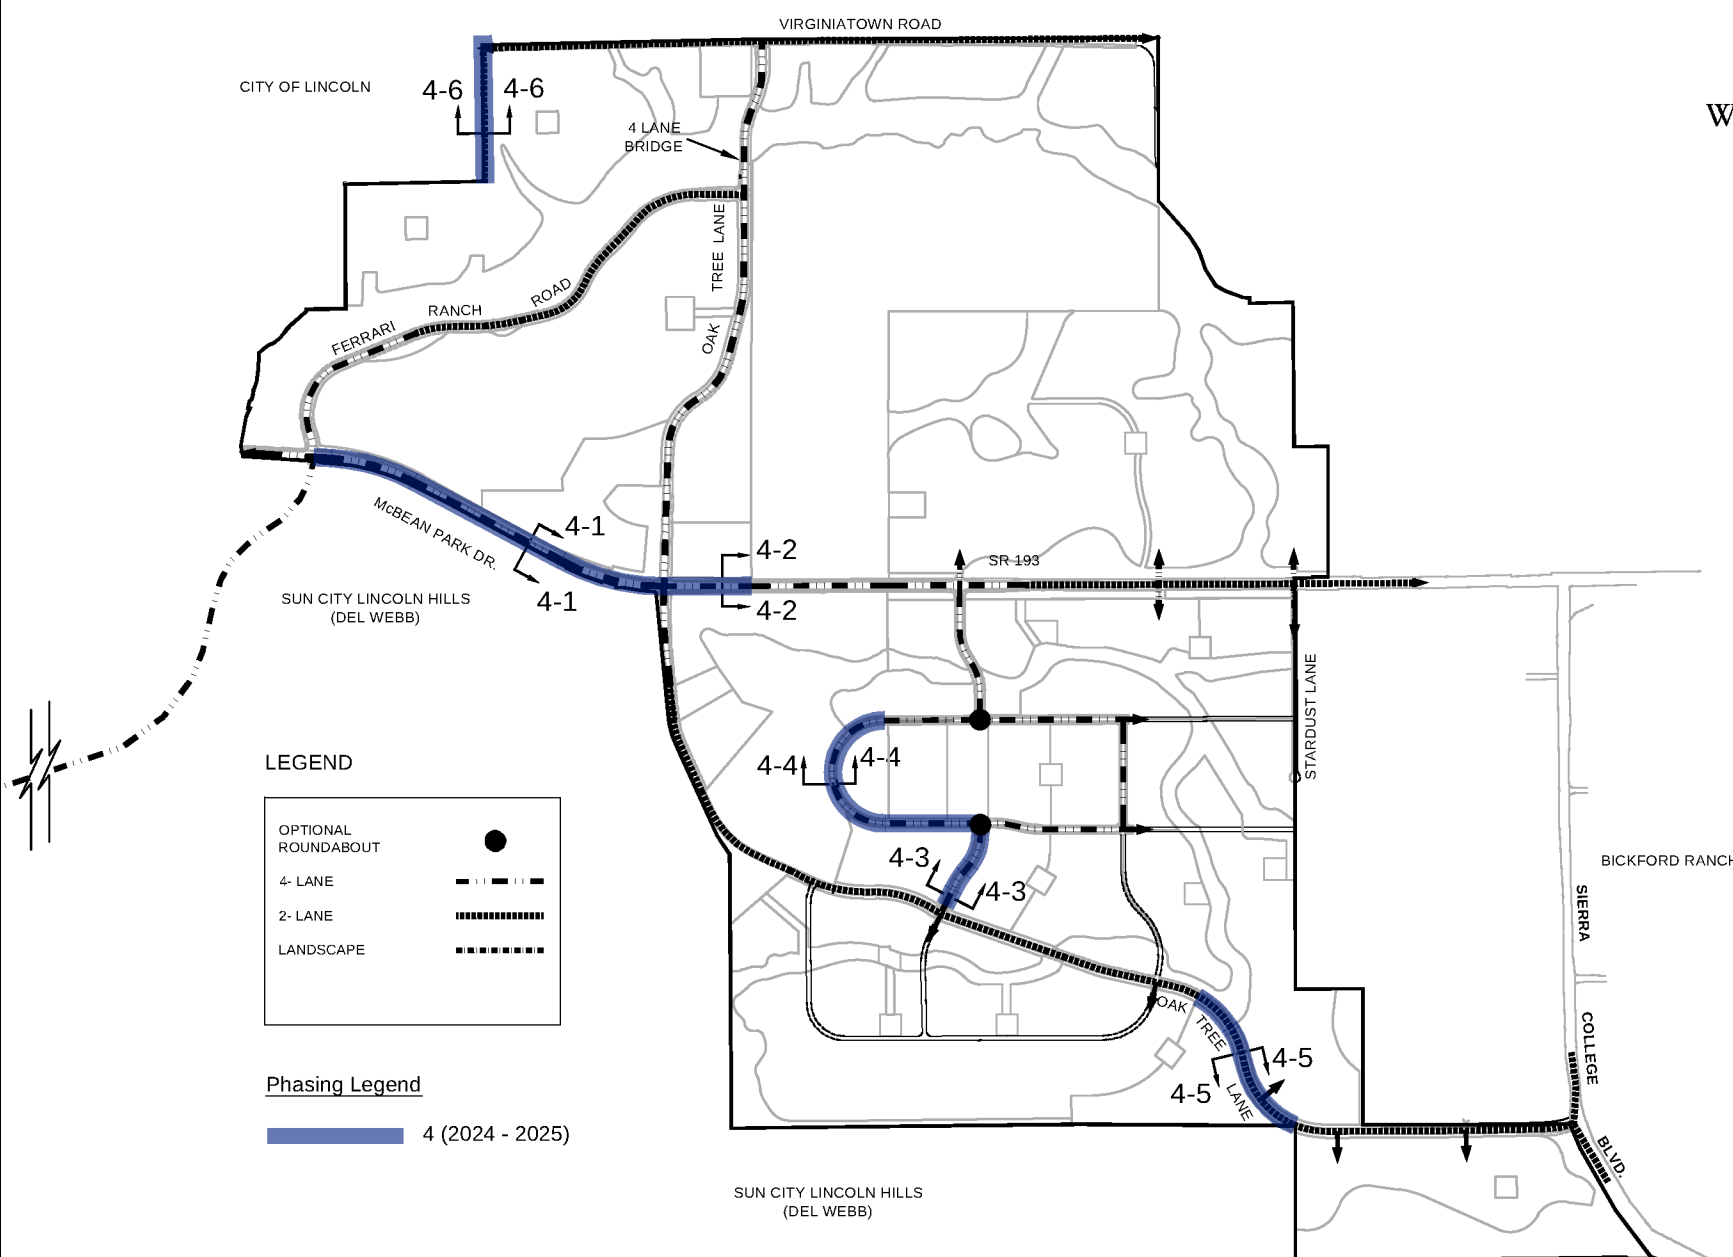 VIRGINIATOWN ROAD
CITY OF LINCOLN
4-6
4-6
W
4 LANE
BRIDGE
TREE LANE
OAK
FERRARI
RANCH
ROAD
McBEAN PARK DR.
4-1
4-1
4-2
4-2
SR 193
SUN CITY LINCOLN HILLS
(DEL WEBB)
STARDUST LANE
4-4
4-4
4-3
4-3
BICKFORD RANCH
SIERRA
COLLEGE
BLVD.
OAK
TREE
LANE
4-5
4-5
LEGEND
OPTIONAL
ROUNDABOUT
4- LANE
2- LANE
LANDSCAPE
Phasing Legend
4 (2024 - 2025)
SUN CITY LINCOLN HILLS
(DEL WEBB)